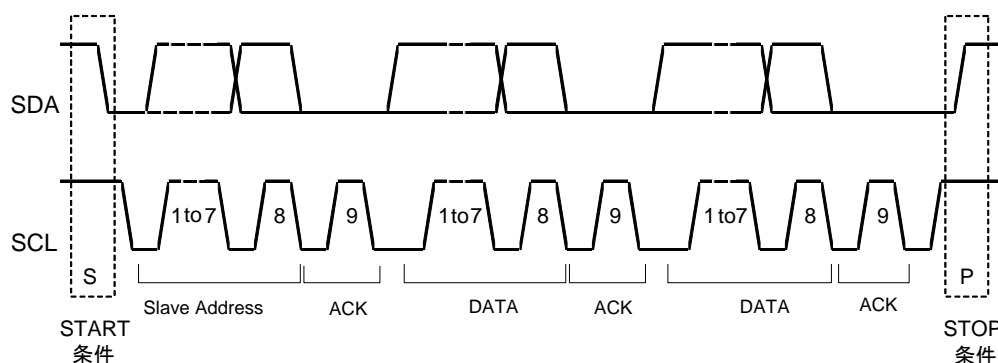 SDA
1 to 7 8 9 1 to 7 8 9 1 to 7 8 9
SCL
S P
Slave Address ACK DATA ACK DATA ACK
START
条件
STOP
条件